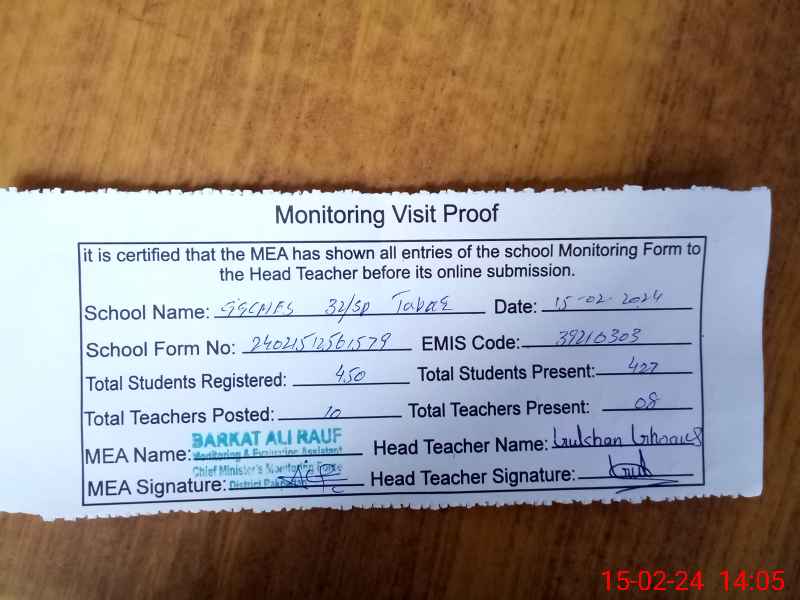 Monitoring Visit Proof
it is certified that the MEA has shown all entries of the school Monitoring Form to
the Head Teacher before its online submission.
School Name: GGCMES 32/SP Date: 15-02-2024
School Form No: 24021512561579 EMIS Code: 39210303
Total Students Registered: 450 Total Students Present: 427
Total Teachers Posted: 10 Total Teachers Present: 08
MEA Name: BARKAT ALI RAUF Head Teacher Name: Gulshan
Monitoring & Evaluation Assistant
Chief Minister's Monitoring Force
MEA Signature: District Head Teacher Signature:
15-02-24 14:05